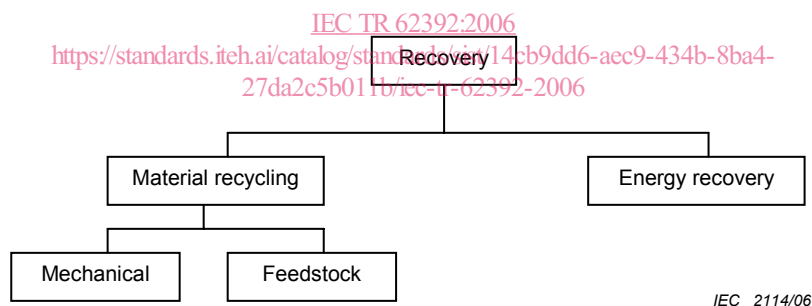 IEC TR 62392:2006
Recovery
https://standards.iteh.ai/catalog/standards/sist/14cb9dd6-aec9-434b-8ba4-
27da2c5b011b/iec-tr-62392-2006
Material recycling
Energy recovery
Mechanical
Feedstock
IEC 2114/06